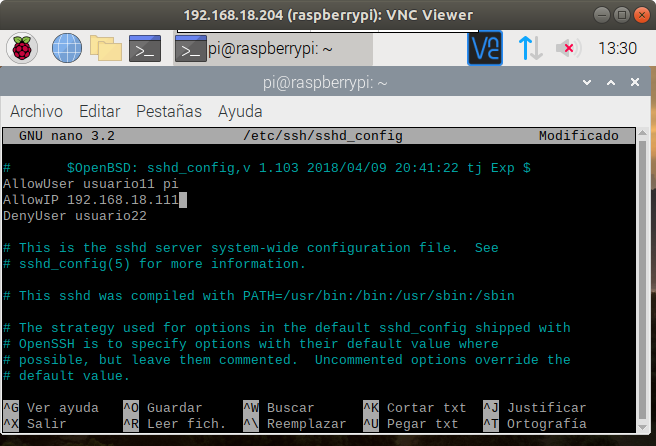 192.168.18.204 (raspberrypi): VNC Viewer
pi@raspberrypi: ~
13:30
pi@raspberrypi: ~
Archivo Editar Pestañas Ayuda
GNU nano 3.2 /etc/ssh/sshd_config Modificado
# $OpenBSD: sshd_config,v 1.103 2018/04/09 20:41:22 tj Exp $
AllowUser usuario11 pi
AllowIP 192.168.18.111
DenyUser usuario22
# This is the sshd server system-wide configuration file. See
# sshd_config(5) for more information.
# This sshd was compiled with PATH=/usr/bin:/bin:/usr/sbin:/sbin
# The strategy used for options in the default sshd_config shipped with
# OpenSSH is to specify options with their default value where
# possible, but leave them commented. Uncommented options override the
# default value.
^G Ver ayuda ^O Guardar ^W Buscar ^K Cortar txt ^J Justificar
^X Salir ^R Leer fich. ^\ Reemplazar ^U Pegar txt ^T Ortografía